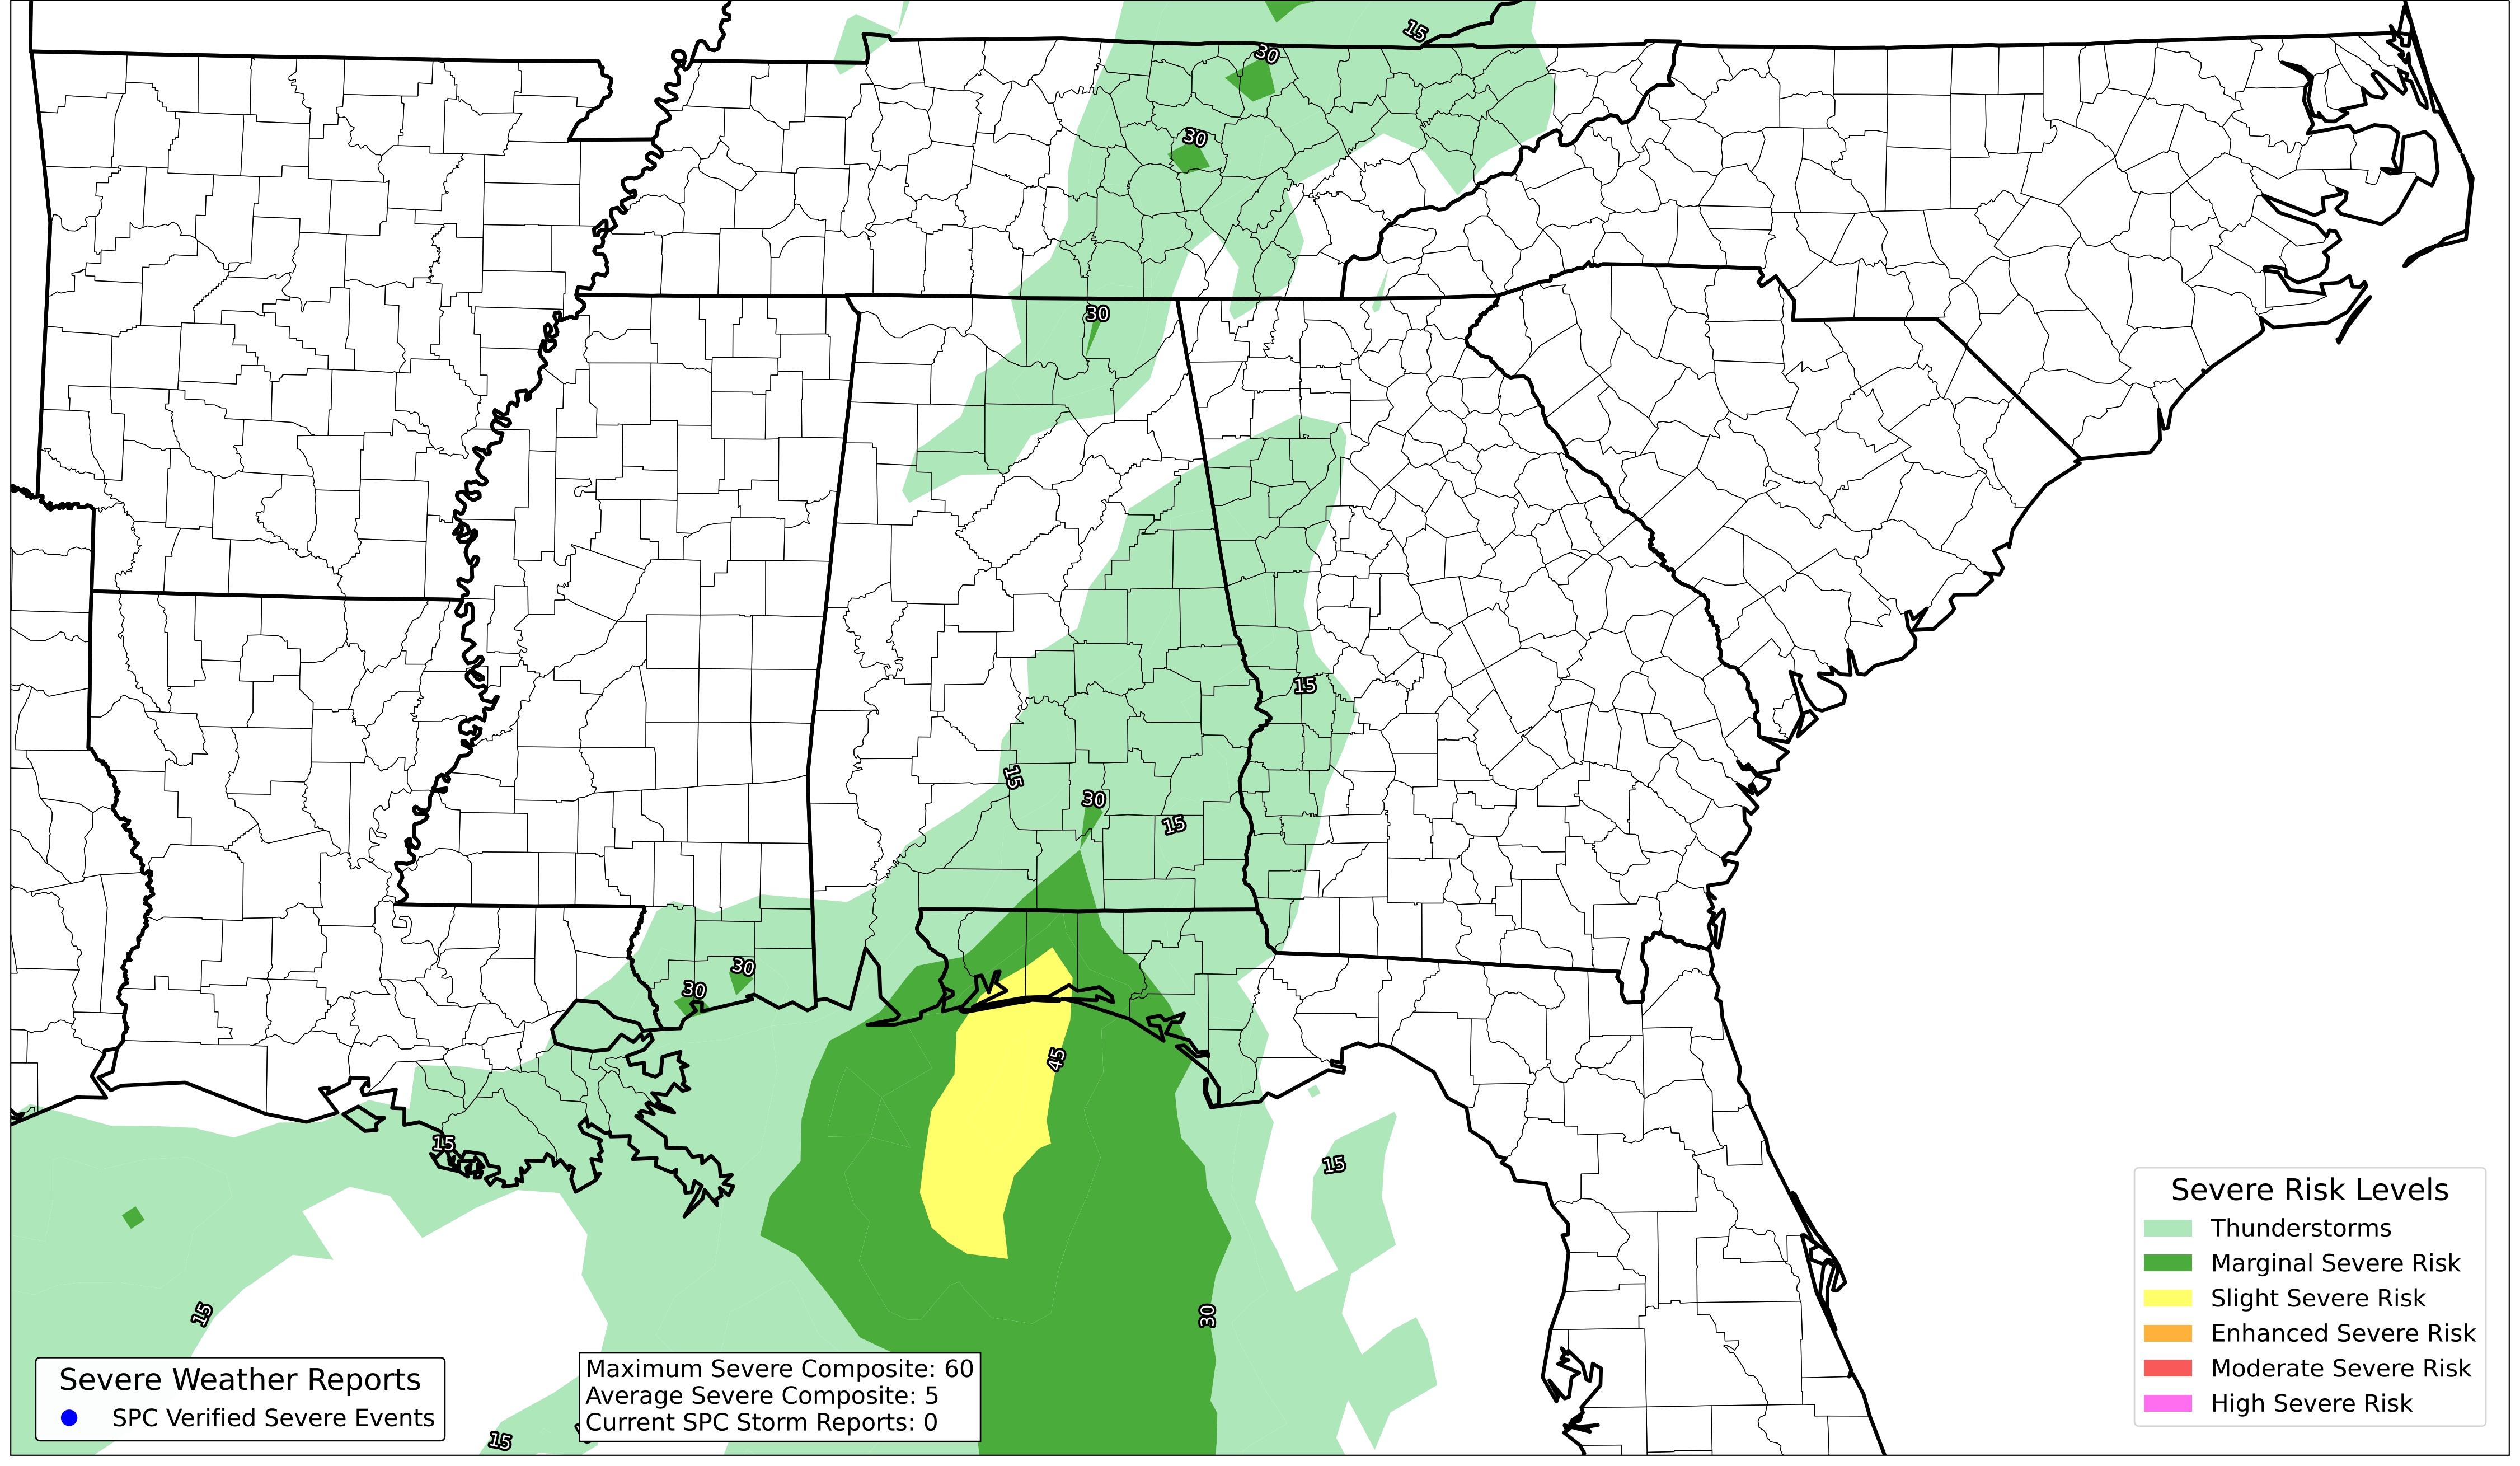 15
30
30
30
15
15
30
15
30
30
45
15
15
15
30
15
Severe Risk Levels
Thunderstorms
Marginal Severe Risk
Slight Severe Risk
Enhanced Severe Risk
Moderate Severe Risk
High Severe Risk
Severe Weather Reports
SPC Verified Severe Events
Maximum Severe Composite: 60
Average Severe Composite: 5
Current SPC Storm Reports: 0